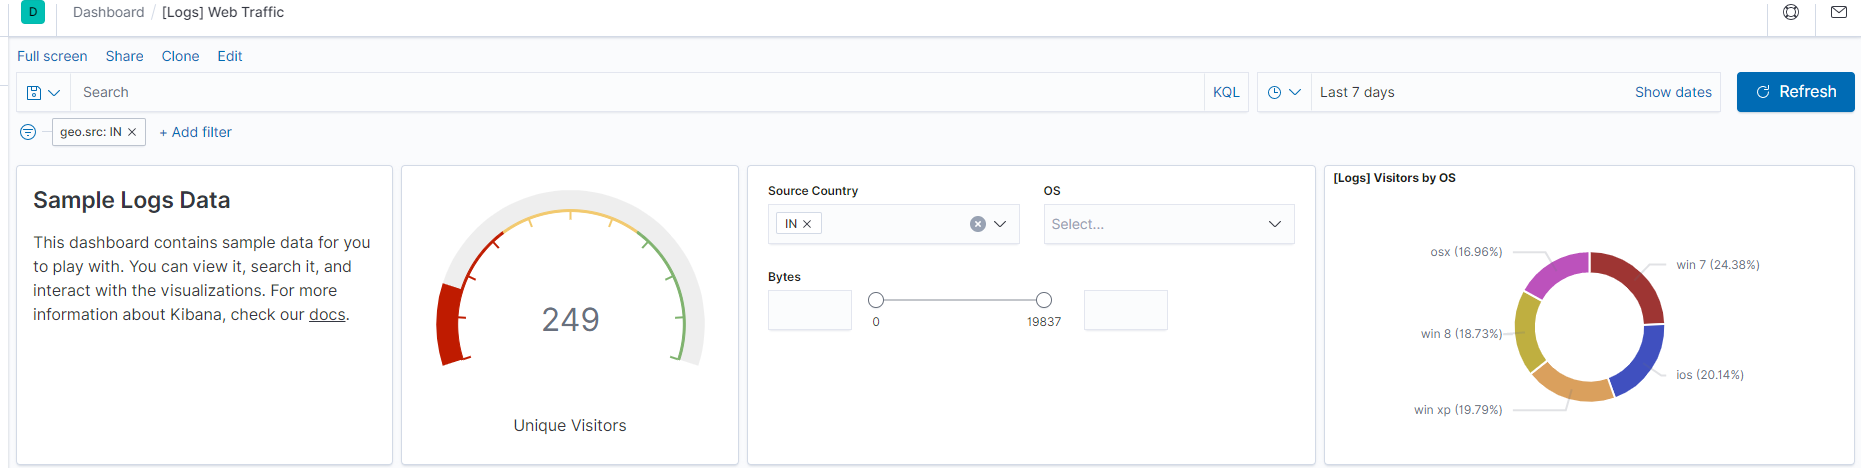 D Dashboard / [Logs] Web Traffic
Full screen Share Clone Edit
Search KQL Last 7 days Show dates Refresh
geo.src: IN × + Add filter
Sample Logs Data
This dashboard contains sample data for you
to play with. You can view it, search it, and
interact with the visualizations. For more
information about Kibana, check our docs.
249
Unique Visitors
Source Country OS
IN × Select...
Bytes
0 19837
[Logs] Visitors by OS
osx (16.96%)
win 7 (24.38%)
win 8 (18.73%)
ios (20.14%)
win xp (19.79%)